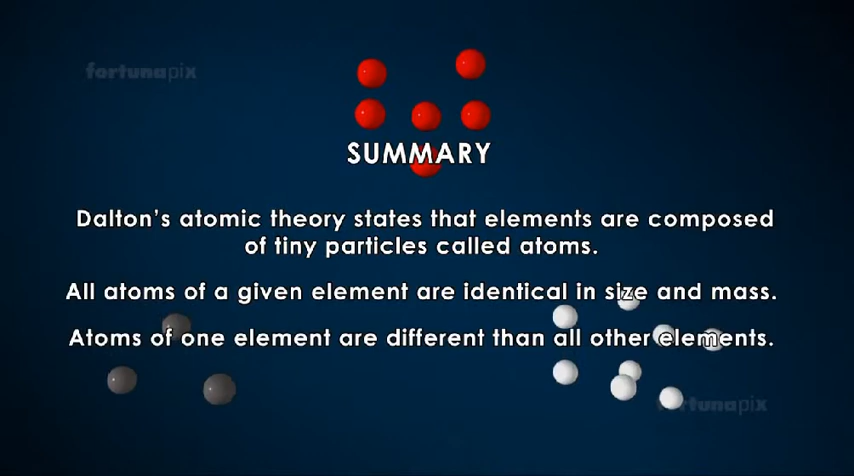 fortunapix
SUMMARY
Dalton's atomic theory states that elements are composed
of tiny particles called atoms.
All atoms of a given element are identical in size and mass.
Atoms of one element are different than all other elements.
fortunapix